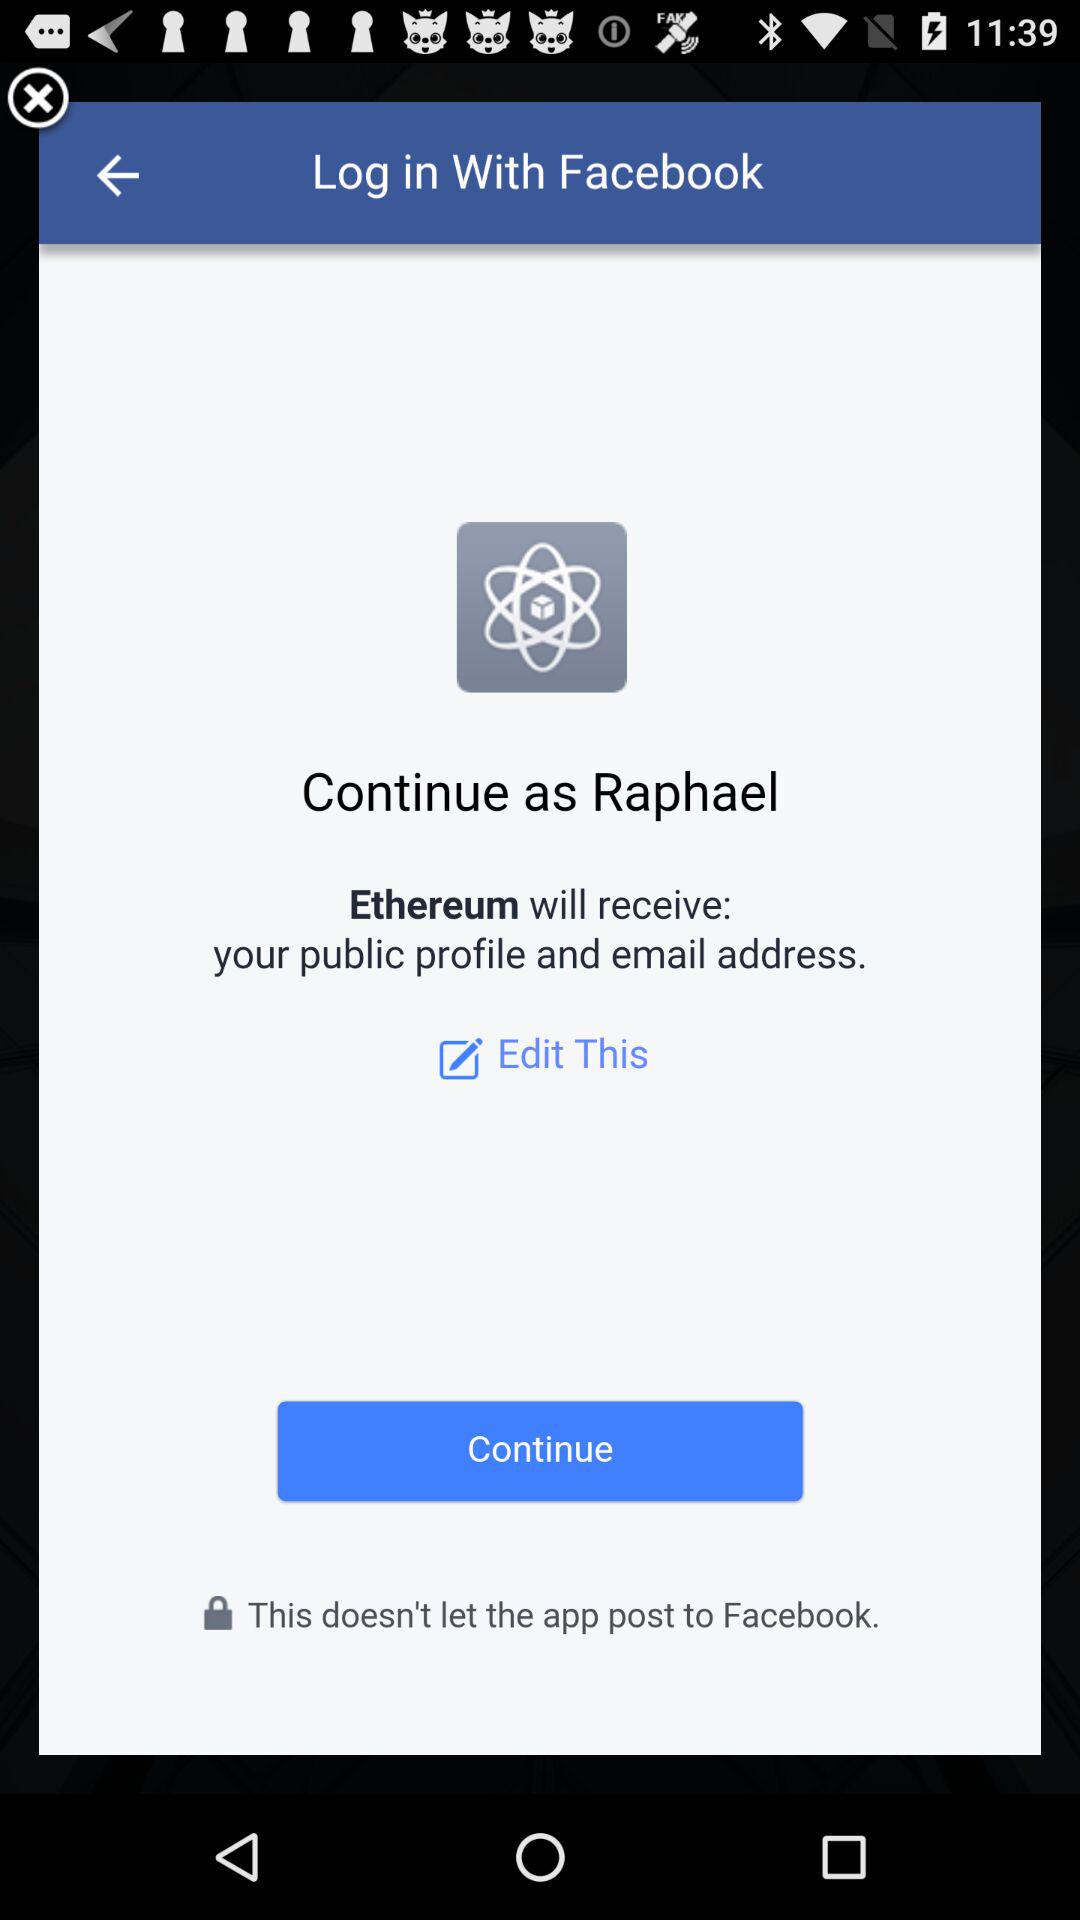 FAKE
11:39
Log in With Facebook
Continue as Raphael
Ethereum will receive:
your public profile and email address.
Edit This
Continue
This doesn't let the app post to Facebook.